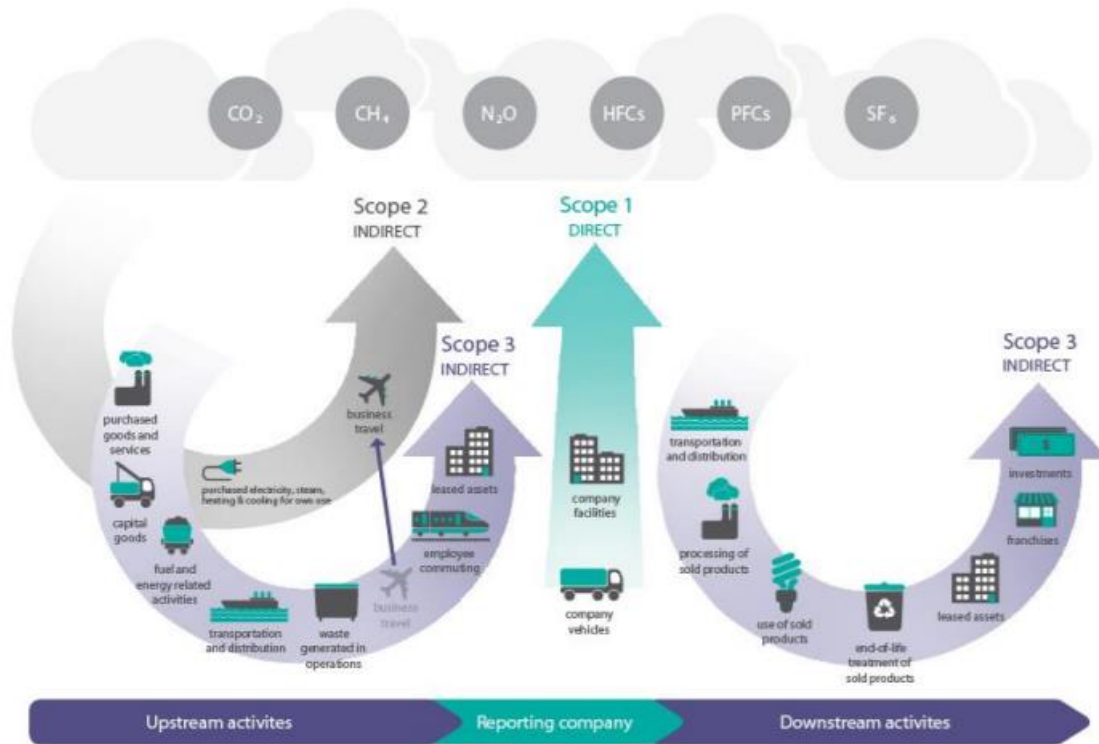 CO₂
CH₄
N₂O
HFCs
PFCs
SF₆
Scope 2
INDIRECT
Scope 1
DIRECT
Scope 3
INDIRECT
Scope 3
INDIRECT
purchased
goods and
services
capital
goods
fuel and
energy related
activities
purchased electricity, steam,
heating & cooling for own use
business
travel
transportation
and distribution
waste
generated in
operations
business
travel
employee
commuting
leased assets
company
facilities
company
vehicles
transportation
and distribution
processing of
sold products
use of sold
products
end-of-life
treatment of
sold products
leased assets
franchises
$
investments
Upstream activites
Reporting company
Downstream activites